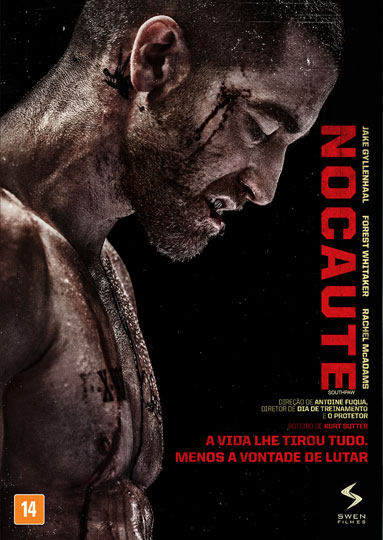 JAKE GYLLENHAAL FOREST WHITAKER RACHEL McADAMS
NOCAUTE
SOUTHPAW
DIREÇÃO DE ANTOINE FUQUA,
DIRETOR DE DIA DE TREINAMENTO
E O PROTETOR
ROTEIRO DE KURT SUTTER
A VIDA LHE TIROU TUDO.
MENOS A VONTADE DE LUTAR
14
SWEN
FILMES